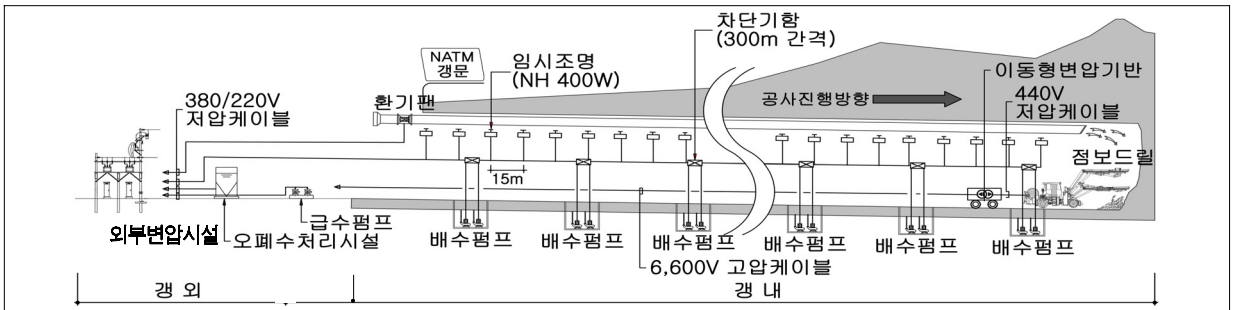 NATM
갱문
임시조명
(NH 400W)
차단기함
(300m 간격)
이동형변압기반
440V
저압케이블
공사진행방향
380/220V
저압케이블
환기팬
15m
점보드릴
외부변압시설
오폐수처리시설
급수펌프
배수펌프
배수펌프
배수펌프
배수펌프
배수펌프
배수펌프
6,600V 고압케이블
갱 외
갱 내